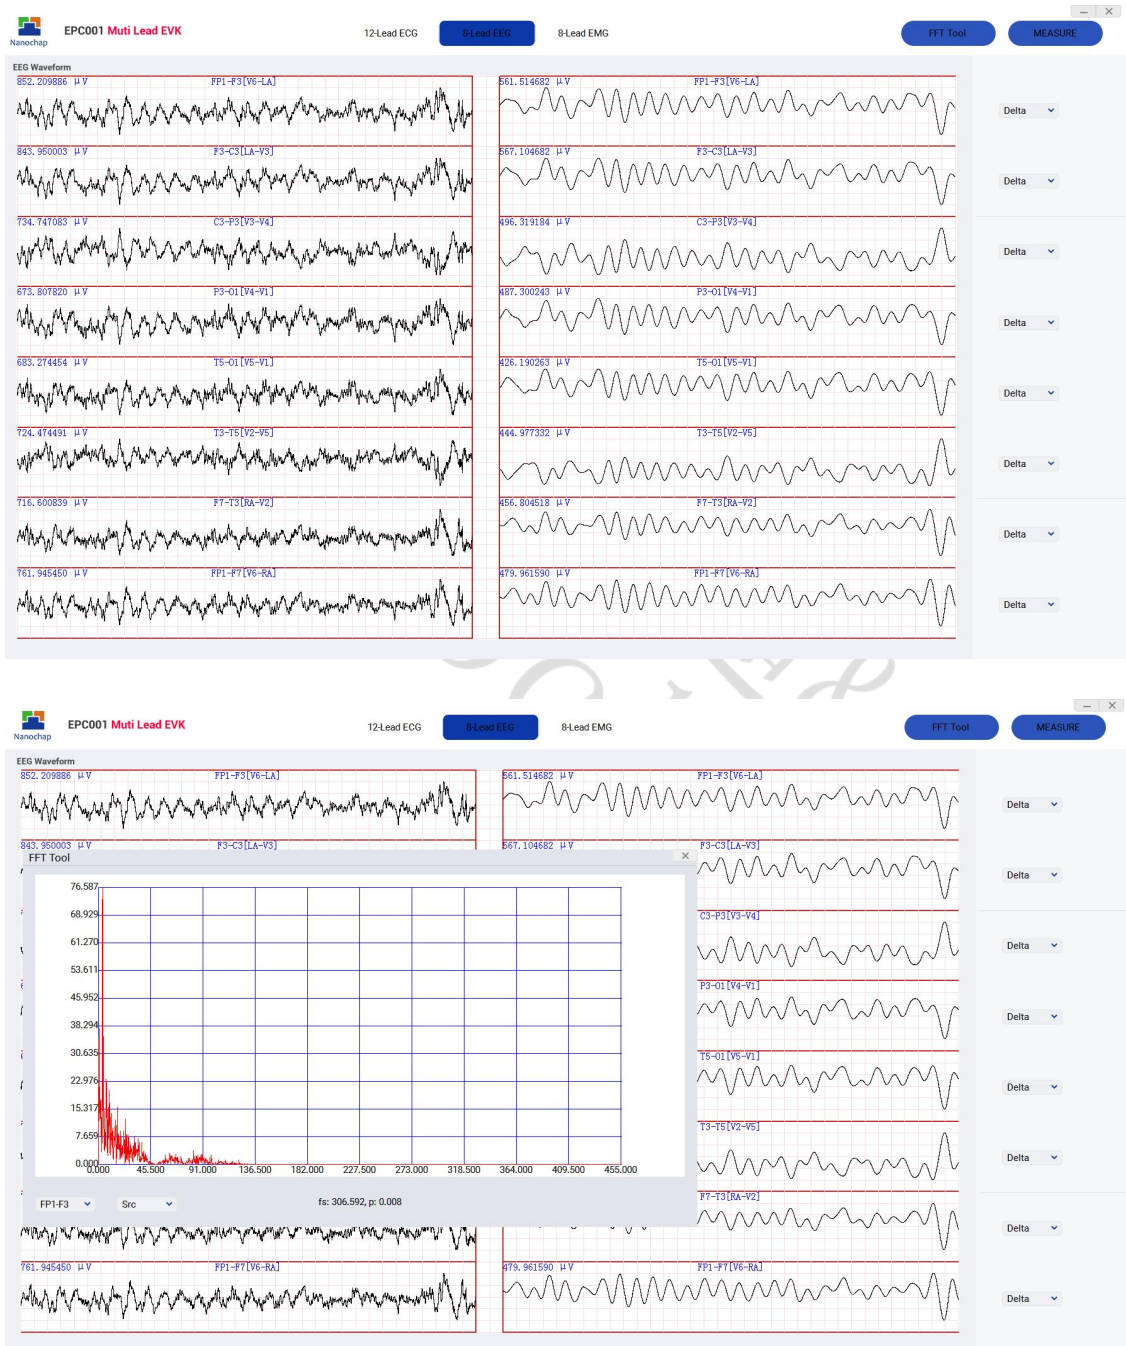 Nanochap
EPC001 Muti Lead EVK
12-Lead ECG
8-Lead EEG
8-Lead EMG
FFT Tool
MEASURE
EEG Waveform
852.209886 μV FP1-F3[V6-LA]
561.514682 μV FP1-F3[V6-LA]
Delta
843.950003 μV F3-C3[LA-V3]
567.104682 μV F3-C3[LA-V3]
Delta
734.747083 μV C3-P3[V3-V4]
496.319184 μV C3-P3[V3-V4]
Delta
673.807820 μV P3-O1[V4-V1]
487.300243 μV P3-O1[V4-V1]
Delta
683.274454 μV T5-O1[V5-V1]
426.190263 μV T5-O1[V5-V1]
Delta
724.474491 μV T3-T5[V2-V5]
444.977332 μV T3-T5[V2-V5]
Delta
716.600839 μV F7-T3[RA-V2]
456.804518 μV F7-T3[RA-V2]
Delta
761.945450 μV FP1-F7[V6-RA]
479.961590 μV FP1-F7[V6-RA]
Delta
Nanochap
EPC001 Muti Lead EVK
12-Lead ECG
8-Lead EEG
8-Lead EMG
FFT Tool
MEASURE
EEG Waveform
852.209886 μV FP1-F3[V6-LA]
561.514682 μV FP1-F3[V6-LA]
Delta
843.950003 μV F3-C3[LA-V3]
567.104682 μV F3-C3[LA-V3]
Delta
FFT Tool
76.587
68.929
61.270
53.611
45.952
38.294
30.635
22.976
15.317
7.659
0.000
0.000 45.500 91.000 136.500 182.000 227.500 273.000 318.500 364.000 409.500 455.000
FP1-F3
Src
fs: 306.592, p: 0.008
C3-P3[V3-V4]
Delta
P3-O1[V4-V1]
Delta
T5-O1[V5-V1]
Delta
T3-T5[V2-V5]
Delta
F7-T3[RA-V2]
Delta
761.945450 μV FP1-F7[V6-RA]
479.961590 μV FP1-F7[V6-RA]
Delta